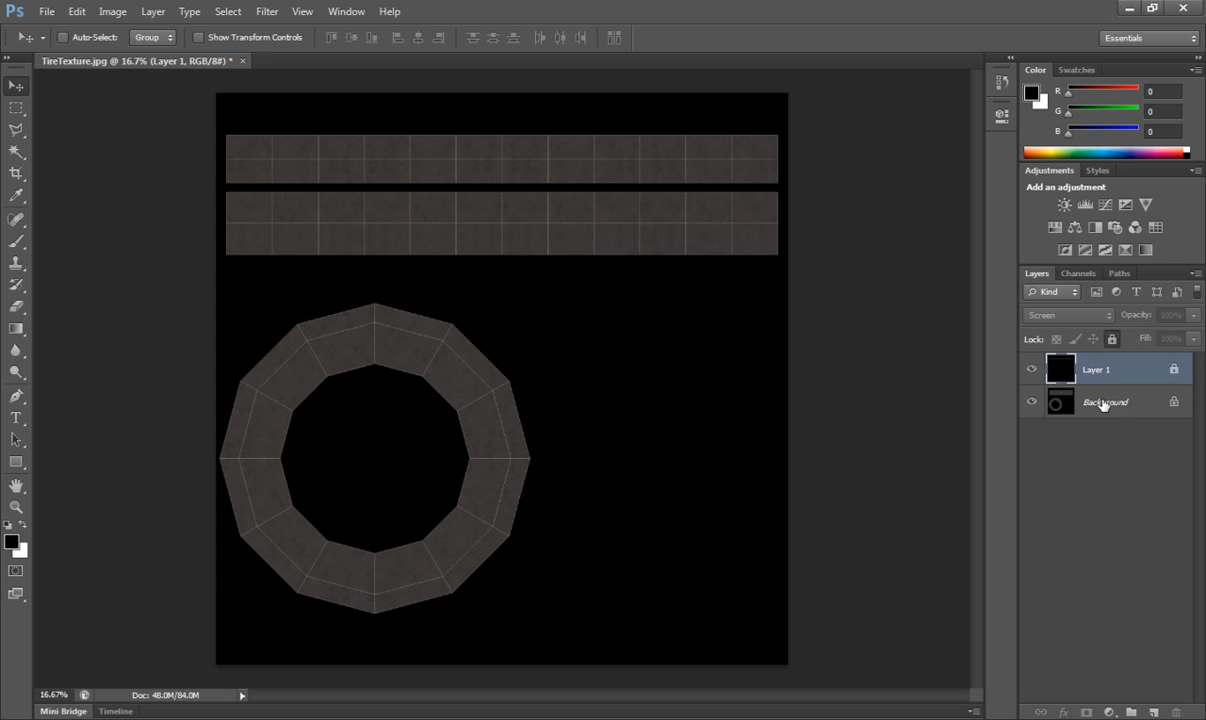 Ps File Edit Image Layer Type Select Filter View Window Help
Auto-Select: Group Show Transform Controls Essentials
TireTexture.jpg @ 16.7% (Layer 1, RGB/8#) * ×
Color Swatches
R 0
G 0
B 0
Adjustments Styles
Add an adjustment
Layers Channels Paths
Kind
Screen Opacity: 100%
Lock: Fill: 100%
Layer 1
Background
16.67% Doc: 48.0M/84.0M
Mini Bridge Timeline